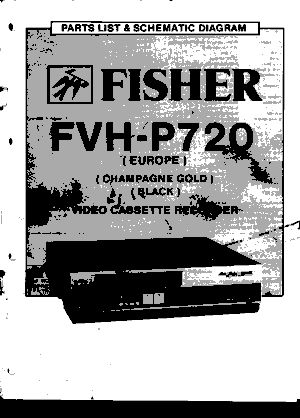 PARTS LIST & SCHEMATIC DIAGRAM
FISHER
FVH-P720
(EUROPE)
(CHAMPAGNE GOLD)
(BLACK)
VIDEO CASSETTE RECORDER